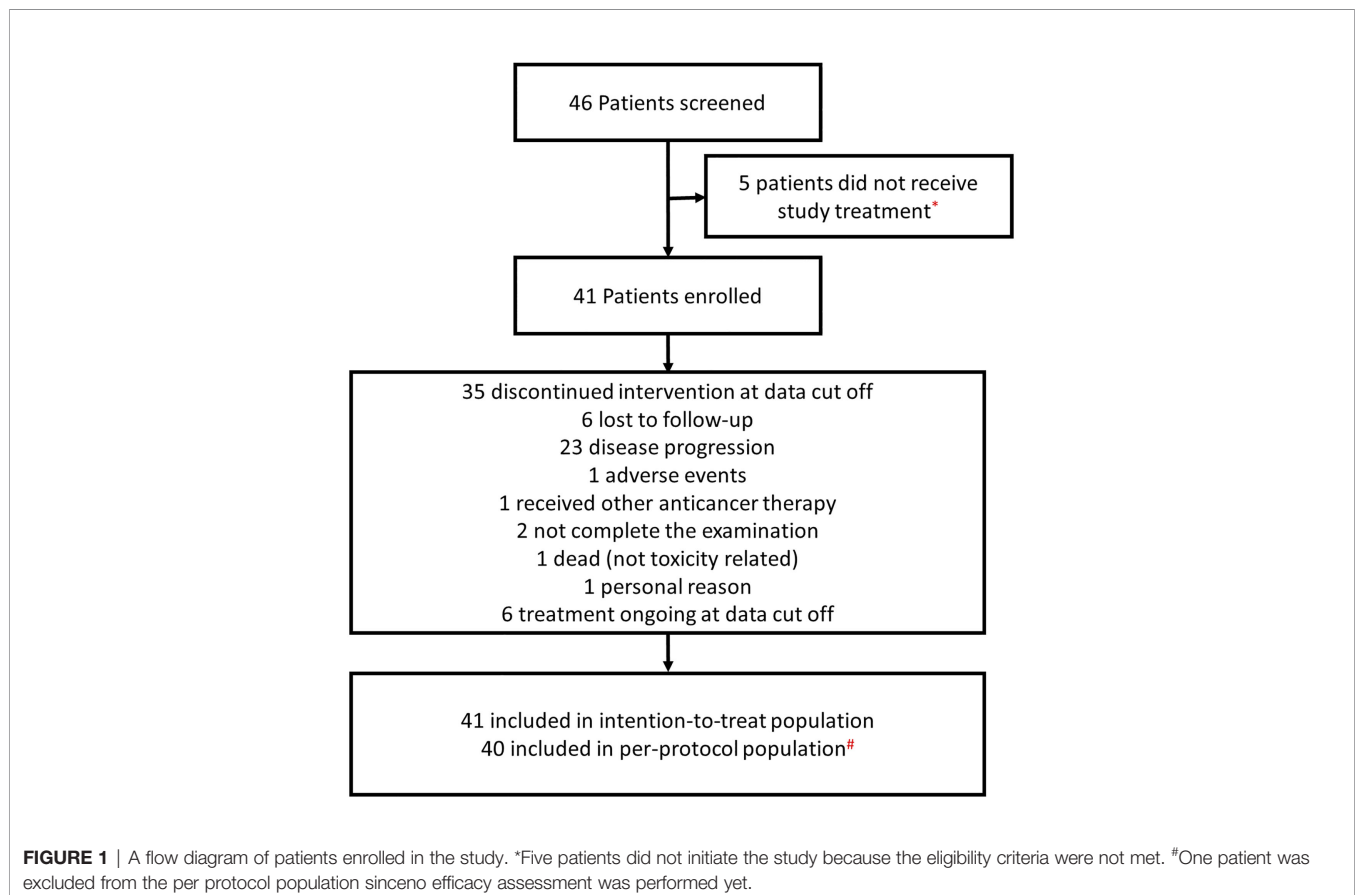 46 Patients screened
5 patients did not receive
study treatment*
41 Patients enrolled
35 discontinued intervention at data cut off
6 lost to follow-up
23 disease progression
1 adverse events
1 received other anticancer therapy
2 not complete the examination
1 dead (not toxicity related)
1 personal reason
6 treatment ongoing at data cut off
41 included in intention-to-treat population
40 included in per-protocol population#
FIGURE 1 | A flow diagram of patients enrolled in the study. *Five patients did not initiate the study because the eligibility criteria were not met. #One patient was
excluded from the per protocol population sinceno efficacy assessment was performed yet.